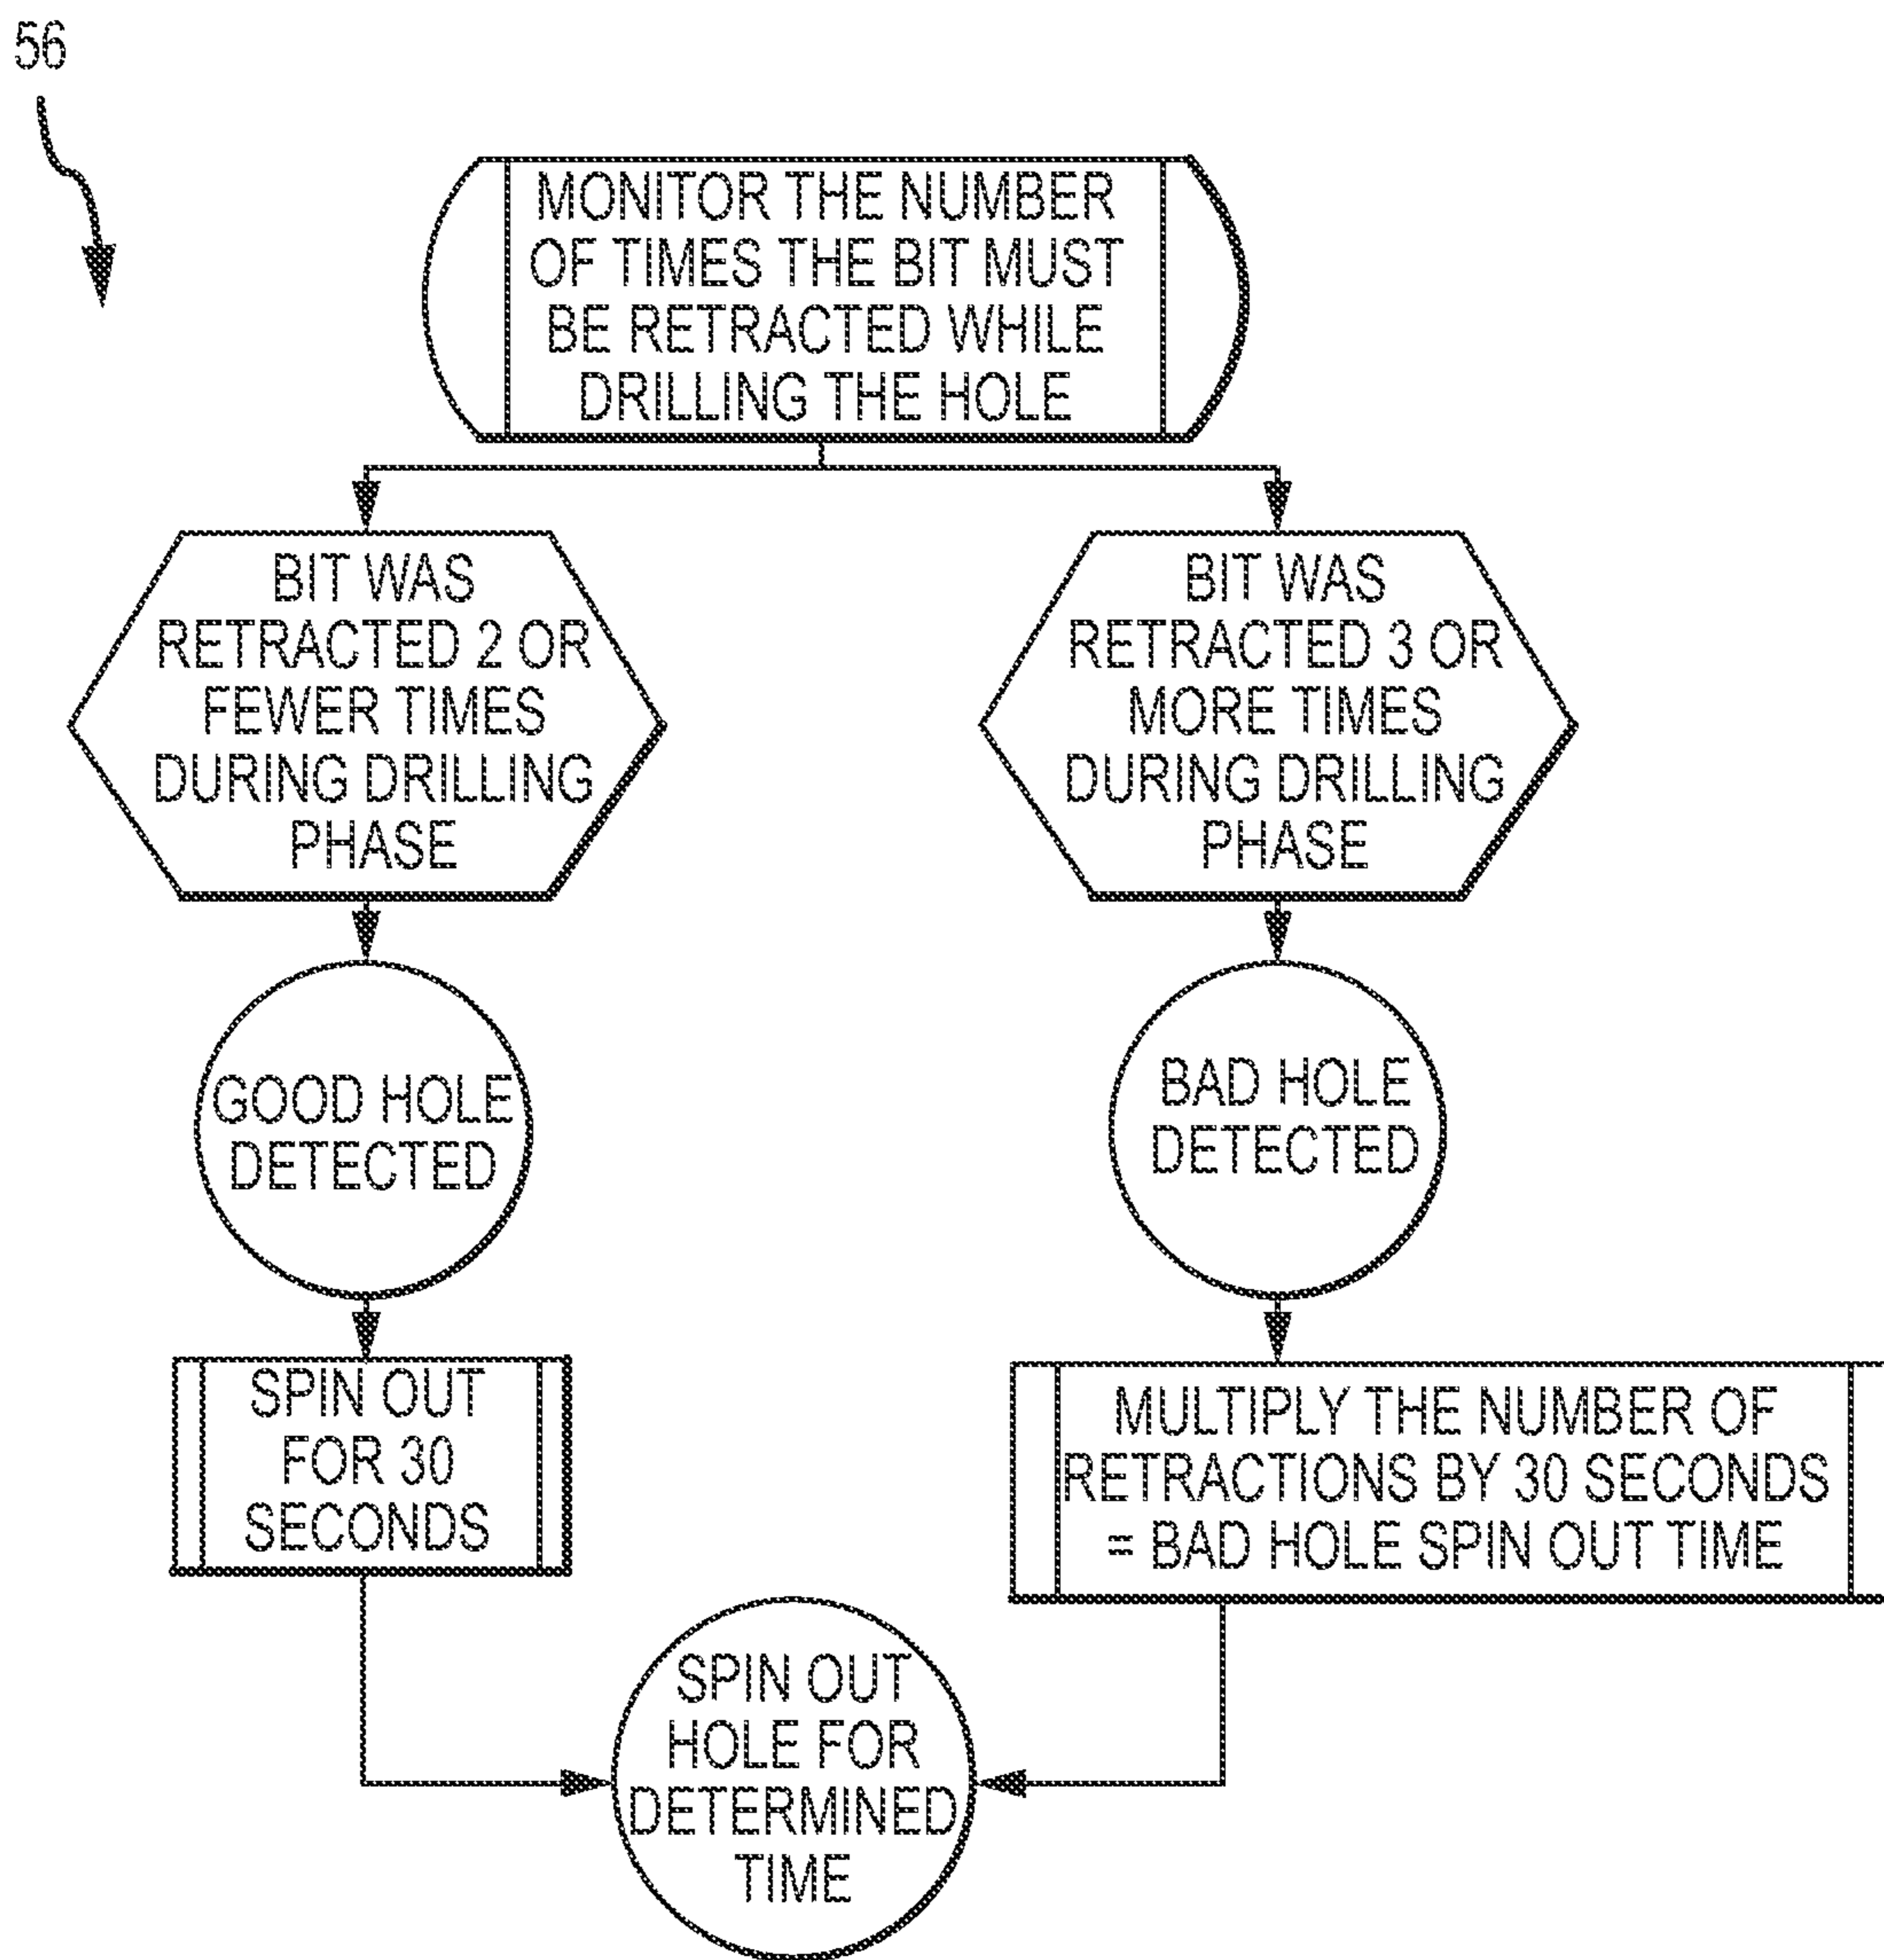 56
MONITOR THE NUMBER
OF TIMES THE BIT MUST
BE RETRACTED WHILE
DRILLING THE HOLE
BIT WAS
RETRACTED 2 OR
FEWER TIMES
DURING DRILLING
PHASE
BIT WAS
RETRACTED 3 OR
MORE TIMES
DURING DRILLING
PHASE
GOOD HOLE
DETECTED
BAD HOLE
DETECTED
SPIN OUT
FOR 30
SECONDS
MULTIPLY THE NUMBER OF
RETRACTIONS BY 30 SECONDS
= BAD HOLE SPIN OUT TIME
SPIN OUT
HOLE FOR
DETERMINED
TIME